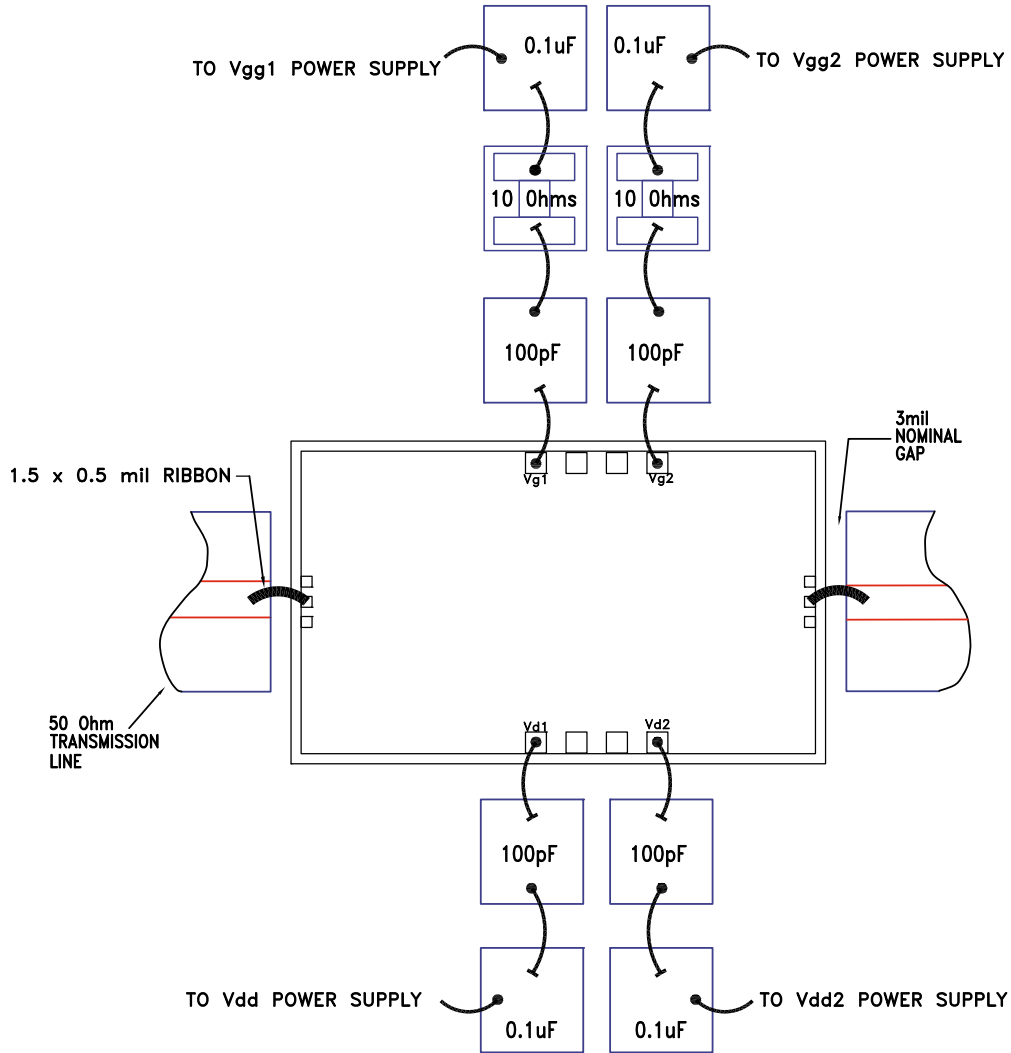 0.1uF
0.1uF
TO Vgg1 POWER SUPPLY
TO Vgg2 POWER SUPPLY
10 Ohms
10 Ohms
100pF
100pF
3mil
NOMINAL
GAP
1.5 x 0.5 mil RIBBON
Vg1
Vg2
50 Ohm
TRANSMISSION
LINE
Vd1
Vd2
100pF
100pF
TO Vdd POWER SUPPLY
TO Vdd2 POWER SUPPLY
0.1uF
0.1uF